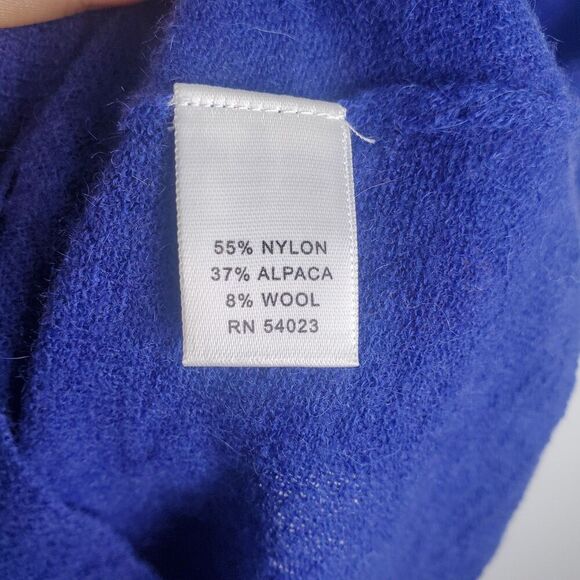 55% NYLON
37% ALPACA
8% WOOL
RN 54023